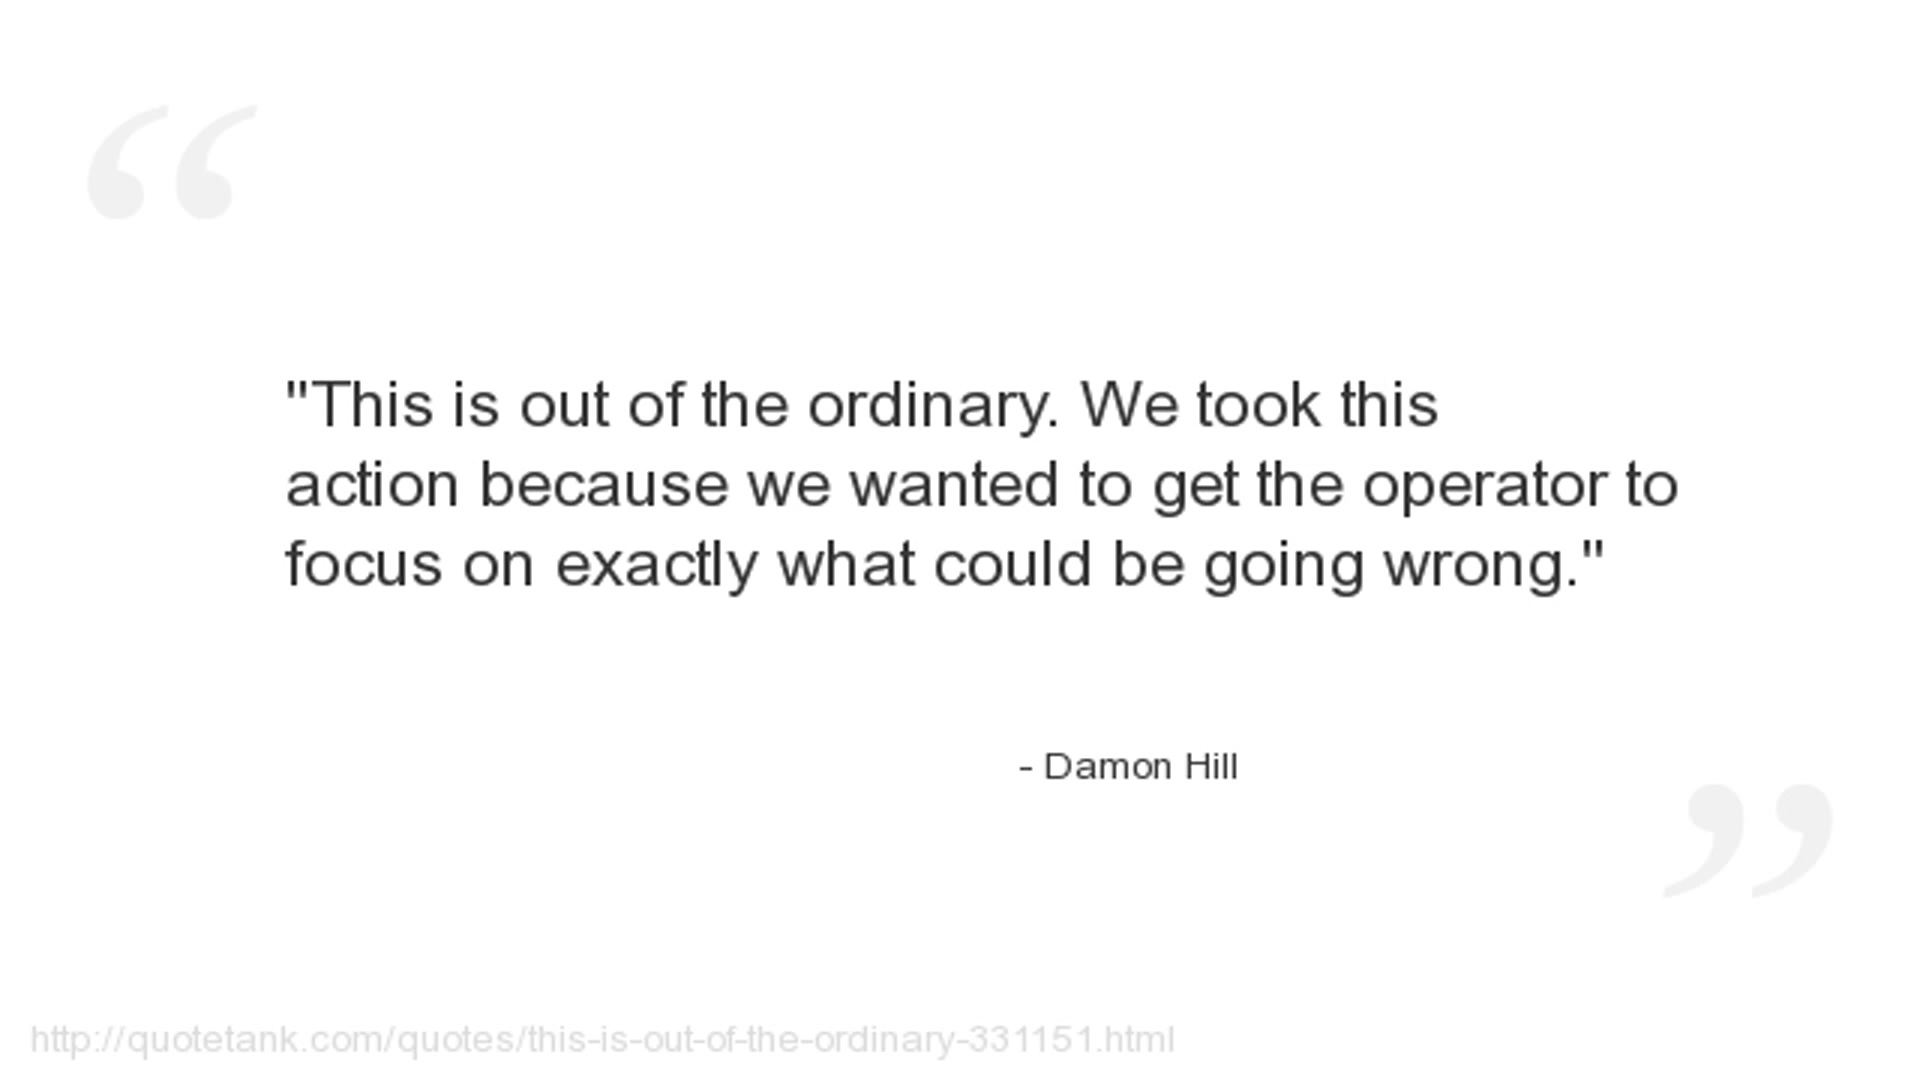 "This is out of the ordinary. We took this
action because we wanted to get the operator to
focus on exactly what could be going wrong."
- Damon Hill
http://quotetank.com/quotes/this-is-out-of-the-ordinary-331151.html